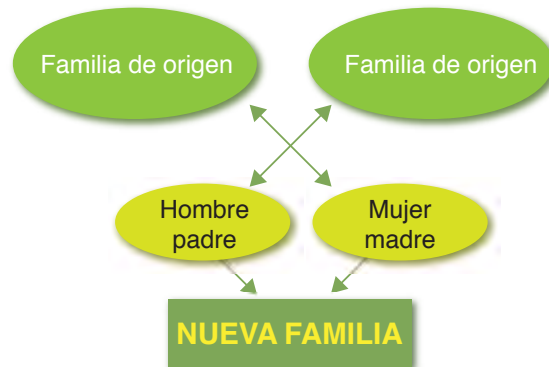 Familia de origen
Familia de origen
Hombre
padre
Mujer
madre
NUEVA FAMILIA